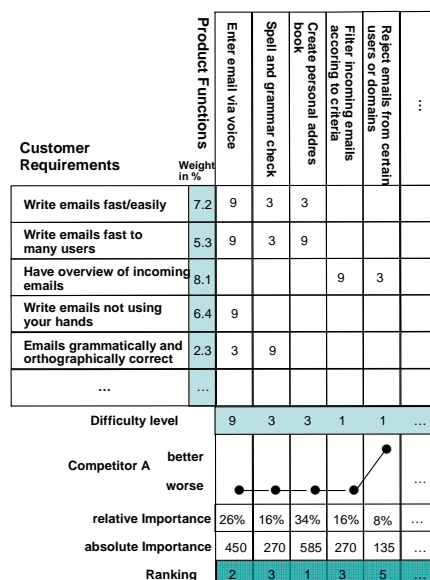 Product Functions
Enter email via voice
Spell and grammar check
Create personal addres
book
Filter incoming emails
accoring to criteria
Reject emails from certain
users or domains
...
Customer
Requirements
Weight
in %
Write emails fast/easily 7.2 9 3 3
Write emails fast to
many users 5.3 9 3 9
Have overview of incoming
emails 8.1 9 3
Write emails not using
your hands 6.4 9
Emails grammatically and
orthographically correct 2.3 3 9
... ...
Difficulty level 9 3 3 1 1 ...
Competitor A better
worse ...
relative Importance 26% 16% 34% 16% 8% ...
absolute Importance 450 270 585 270 135 ...
Ranking 2 3 1 3 5 ...